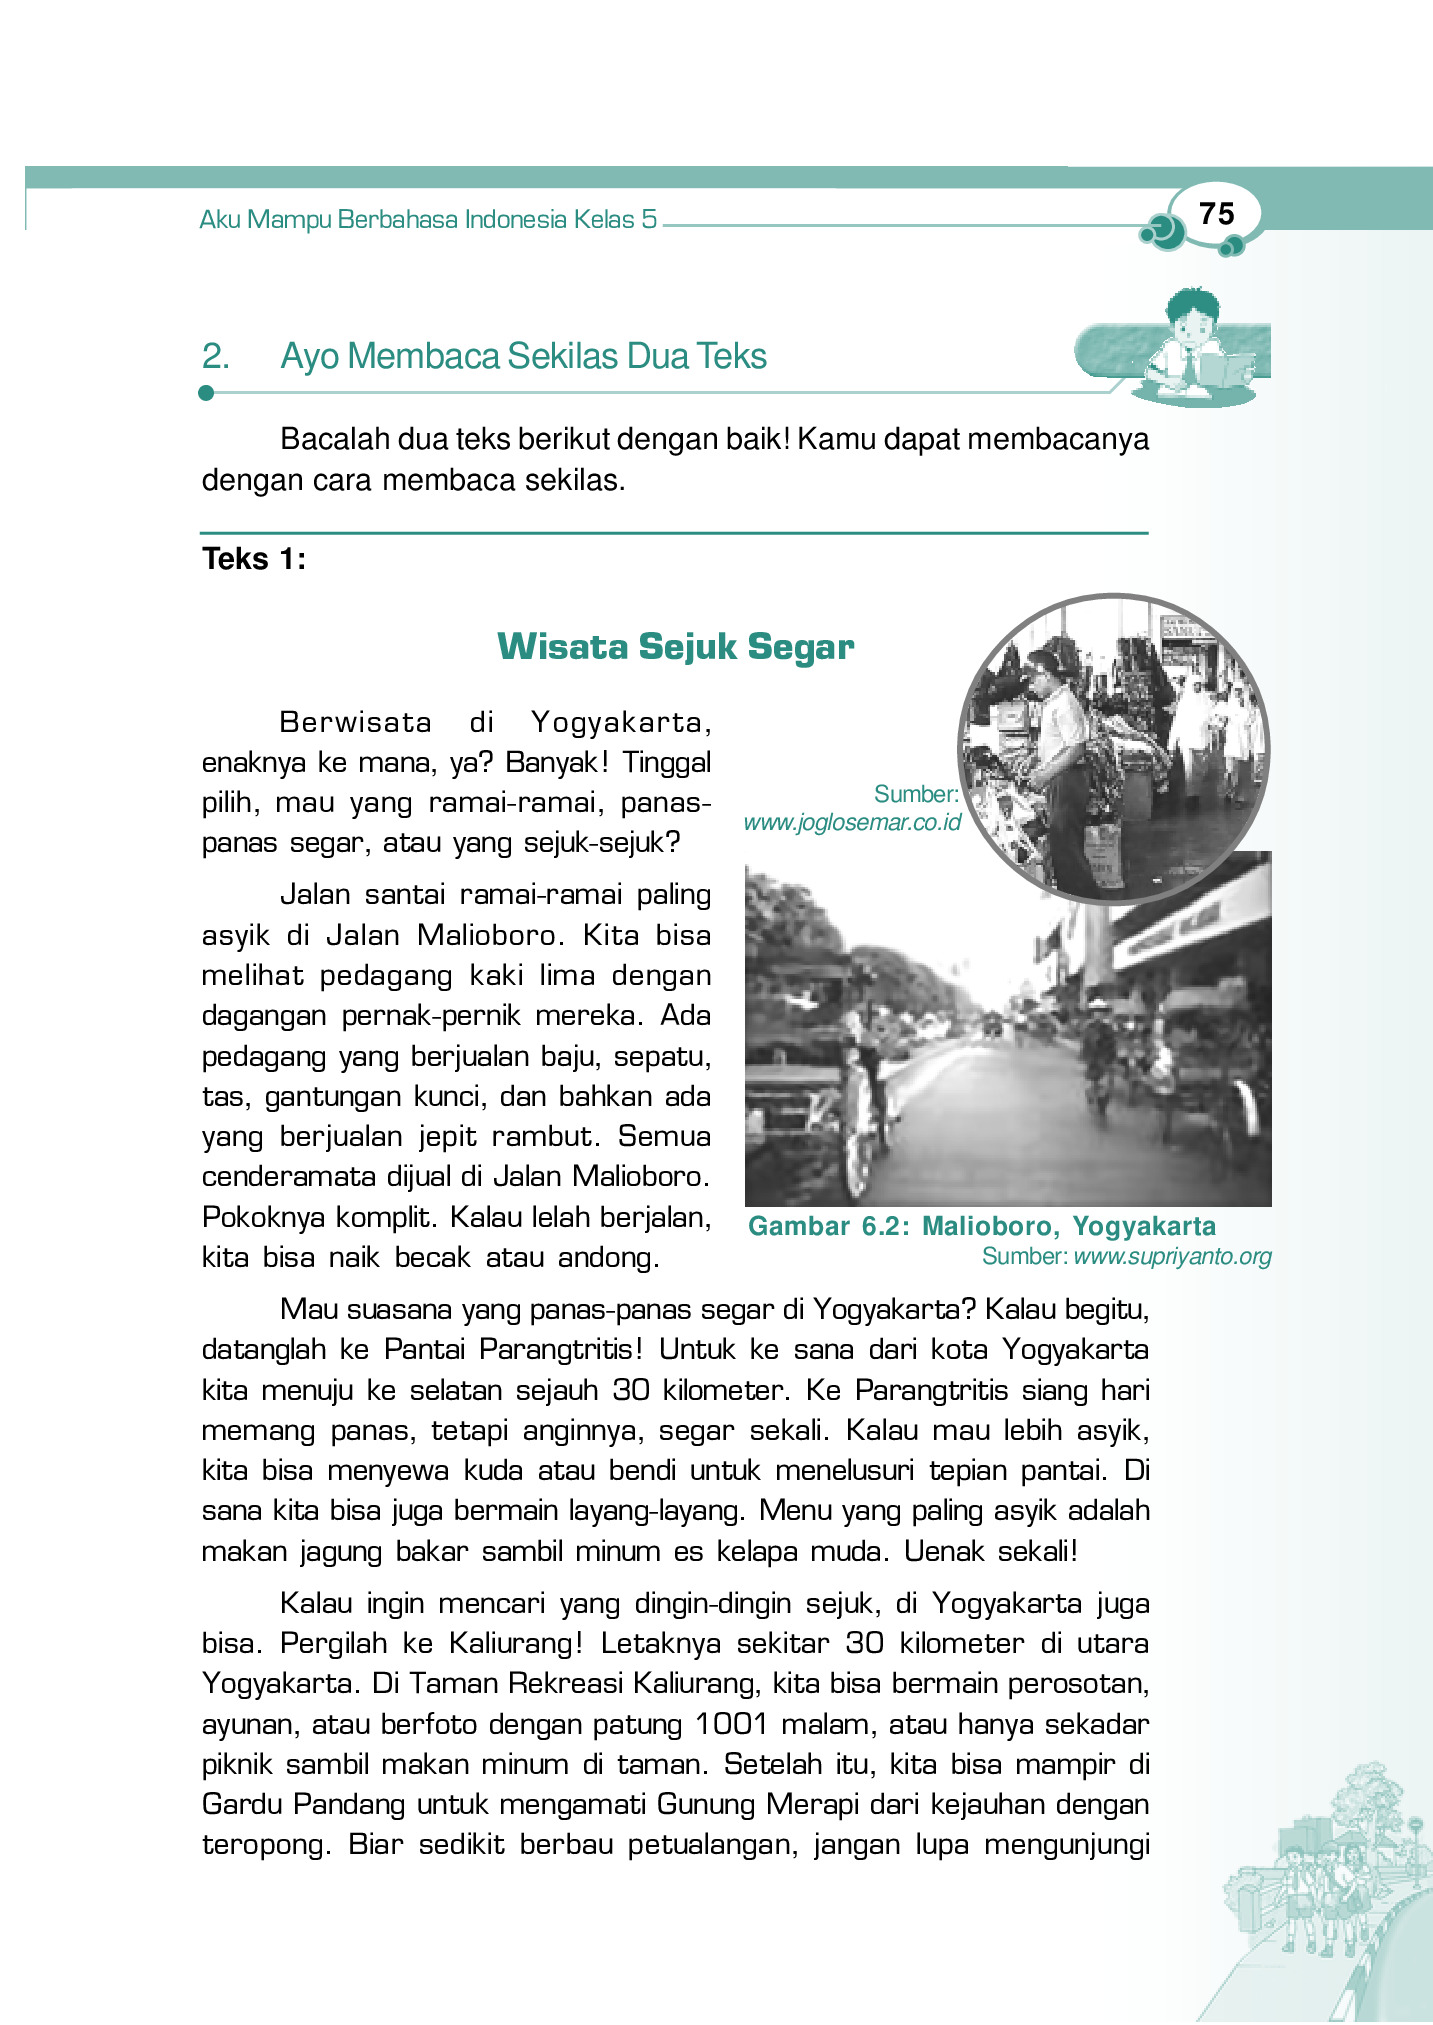 Aku Mampu Berbahasa Indonesia Kelas 5
75
2. Ayo Membaca Sekilas Dua Teks
Bacalah dua teks berikut dengan baik! Kamu dapat membacanya
dengan cara membaca sekilas.
Teks 1:
Wisata Sejuk Segar
Berwisata di Yogyakarta,
enaknya ke mana, ya? Banyak! Tinggal
pilih, mau yang ramai-ramai, panas-
panas segar, atau yang sejuk-sejuk?
Jalan santai ramai-ramai paling
asyik di Jalan Malioboro. Kita bisa
melihat pedagang kaki lima dengan
dagangan pernak-pernik mereka. Ada
pedagang yang berjualan baju, sepatu,
tas, gantungan kunci, dan bahkan ada
yang berjualan jepit rambut. Semua
cenderamata dijual di Jalan Malioboro.
Pokoknya komplit. Kalau lelah berjalan,
kita bisa naik becak atau andong.
Sumber:
www.joglosemar.co.id
Gambar 6.2: Malioboro, Yogyakarta
Sumber: www.supriyanto.org
Mau suasana yang panas-panas segar di Yogyakarta? Kalau begitu,
datanglah ke Pantai Parangtritis! Untuk ke sana dari kota Yogyakarta
kita menuju ke selatan sejauh 30 kilometer. Ke Parangtritis siang hari
memang panas, tetapi anginnya, segar sekali. Kalau mau lebih asyik,
kita bisa menyewa kuda atau bendi untuk menelusuri tepian pantai. Di
sana kita bisa juga bermain layang-layang. Menu yang paling asyik adalah
makan jagung bakar sambil minum es kelapa muda. Uenak sekali!
Kalau ingin mencari yang dingin-dingin sejuk, di Yogyakarta juga
bisa. Pergilah ke Kaliurang! Letaknya sekitar 30 kilometer di utara
Yogyakarta. Di Taman Rekreasi Kaliurang, kita bisa bermain perosotan,
ayunan, atau berfoto dengan patung 1001 malam, atau hanya sekadar
piknik sambil makan minum di taman. Setelah itu, kita bisa mampir di
Gardu Pandang untuk mengamati Gunung Merapi dari kejauhan dengan
teropong. Biar sedikit berbau petualangan, jangan lupa mengunjungi